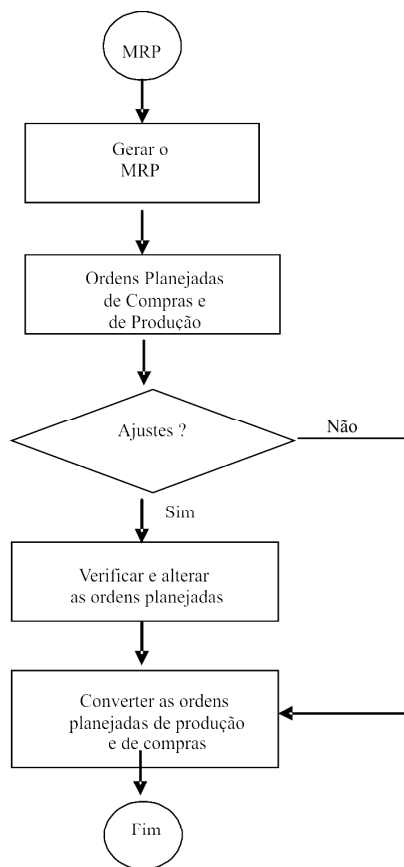 MRP
Gerar o
MRP
Ordens Planejadas
de Compras e
de Produção
Ajustes ?
Não
Sim
Verificar e alterar
as ordens planejadas
Converter as ordens
planejadas de produção
e de compras
Fim